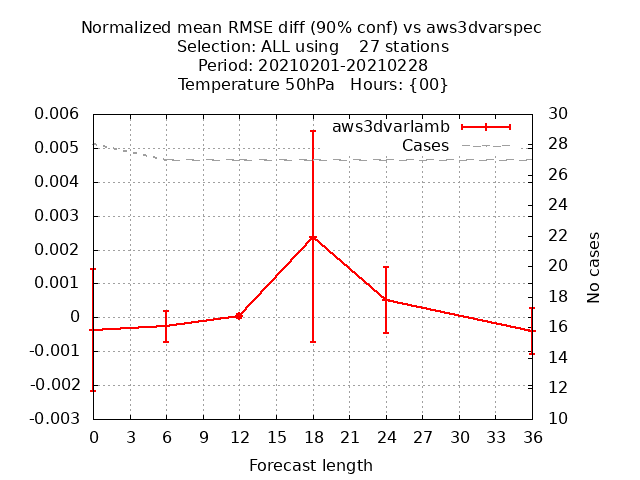 Normalized mean RMSE diff (90% conf) vs aws3dvarspec
Selection: ALL using    27 stations
Period: 20210201-20210228
Temperature 50hPa   Hours: {00}
aws3dvarlamb
Cases
0.006
0.005
0.004
0.003
0.002
0.001
0
-0.001
-0.002
-0.003
30
28
26
24
22
20
18
16
14
12
10
No cases
0 3 6 9 12 15 18 21 24 27 30 33 36
Forecast length